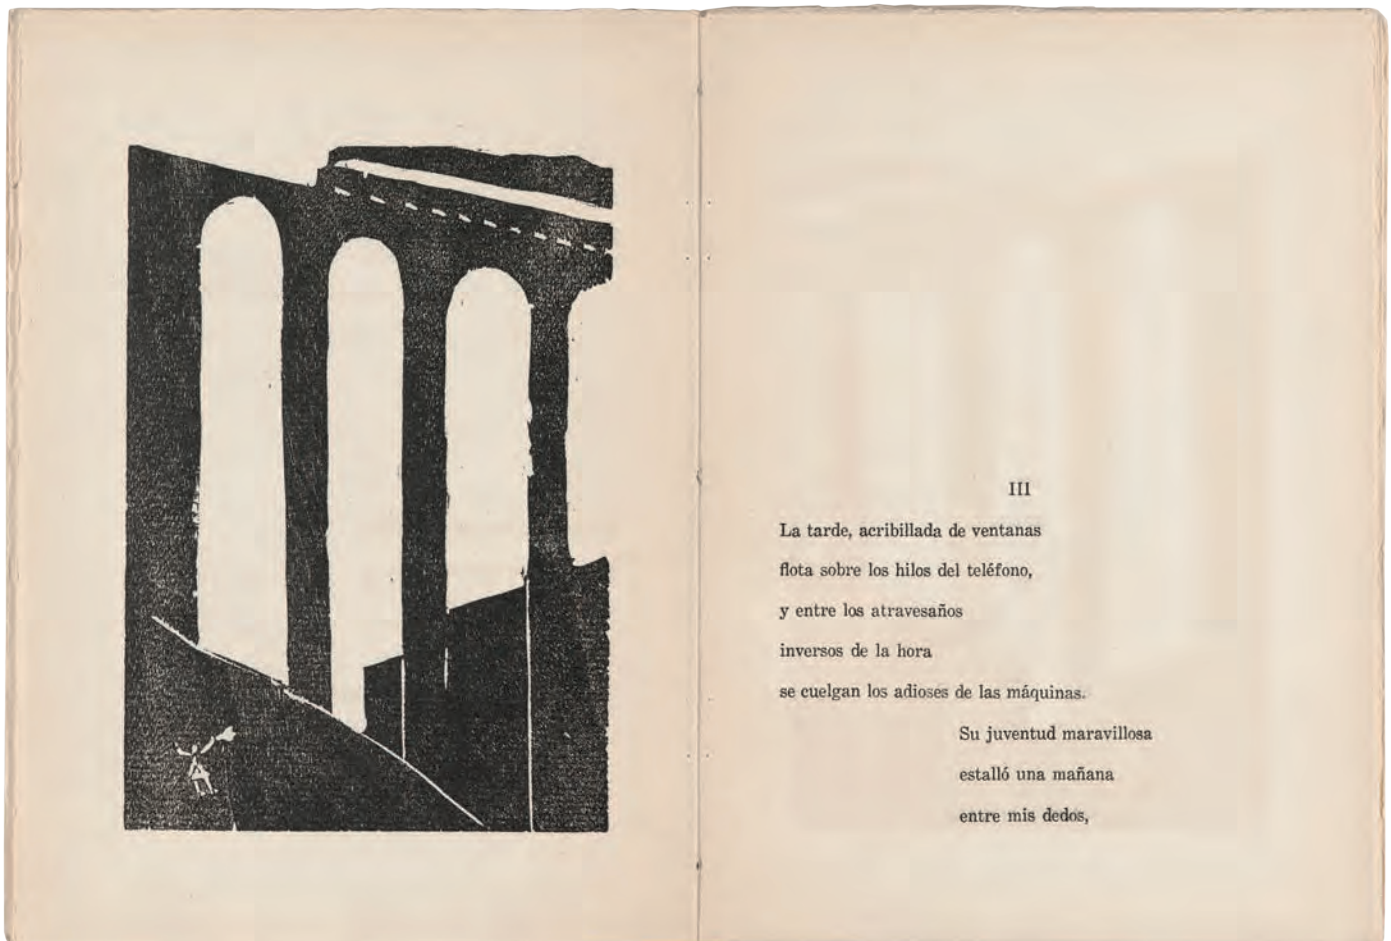 III
La tarde, acribillada de ventanas
flota sobre los hilos del teléfono,
y entre los atravesaños
inversos de la hora
se cuelgan los adioses de las máquinas.
Su juventud maravillosa
estalló una mañana
entre mis dedos,